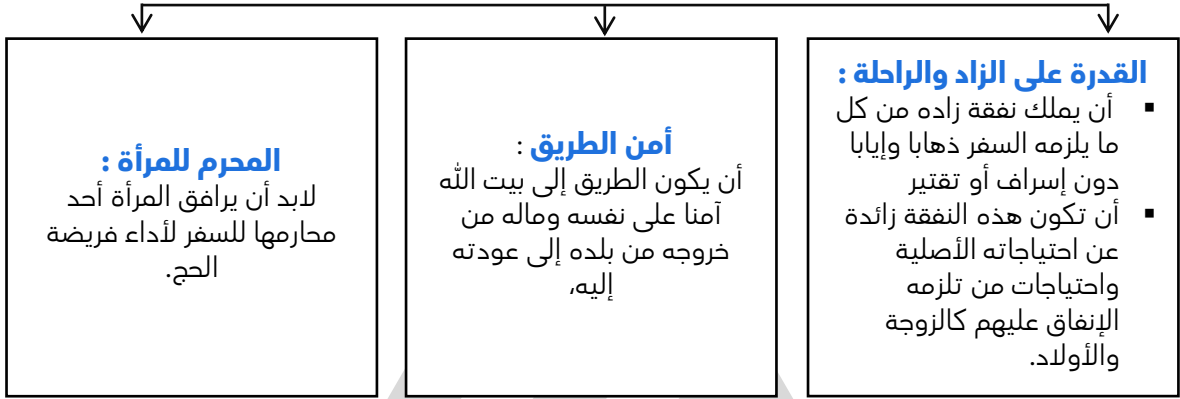 القدرة على الزاد والراحلة :
▪ أن يملك نفقة زاده من كل
ما يلزمه السفر ذهابا وإيابا
دون إسراف أو تقتير
▪ أن تكون هذه النفقة زائدة
عن احتياجاته الأصلية
واحتياجات من تلزمه
الإنفاق عليهم كالزوجة
والأولاد.
أمن الطريق :
أن يكون الطريق إلى بيت الله
آمنا على نفسه وماله من
خروجه من بلده إلى عودته
إليه،
المحرم للمرأة :
لابد أن يرافق المرأة أحد
محارمها للسفر لأداء فريضة
الحج.